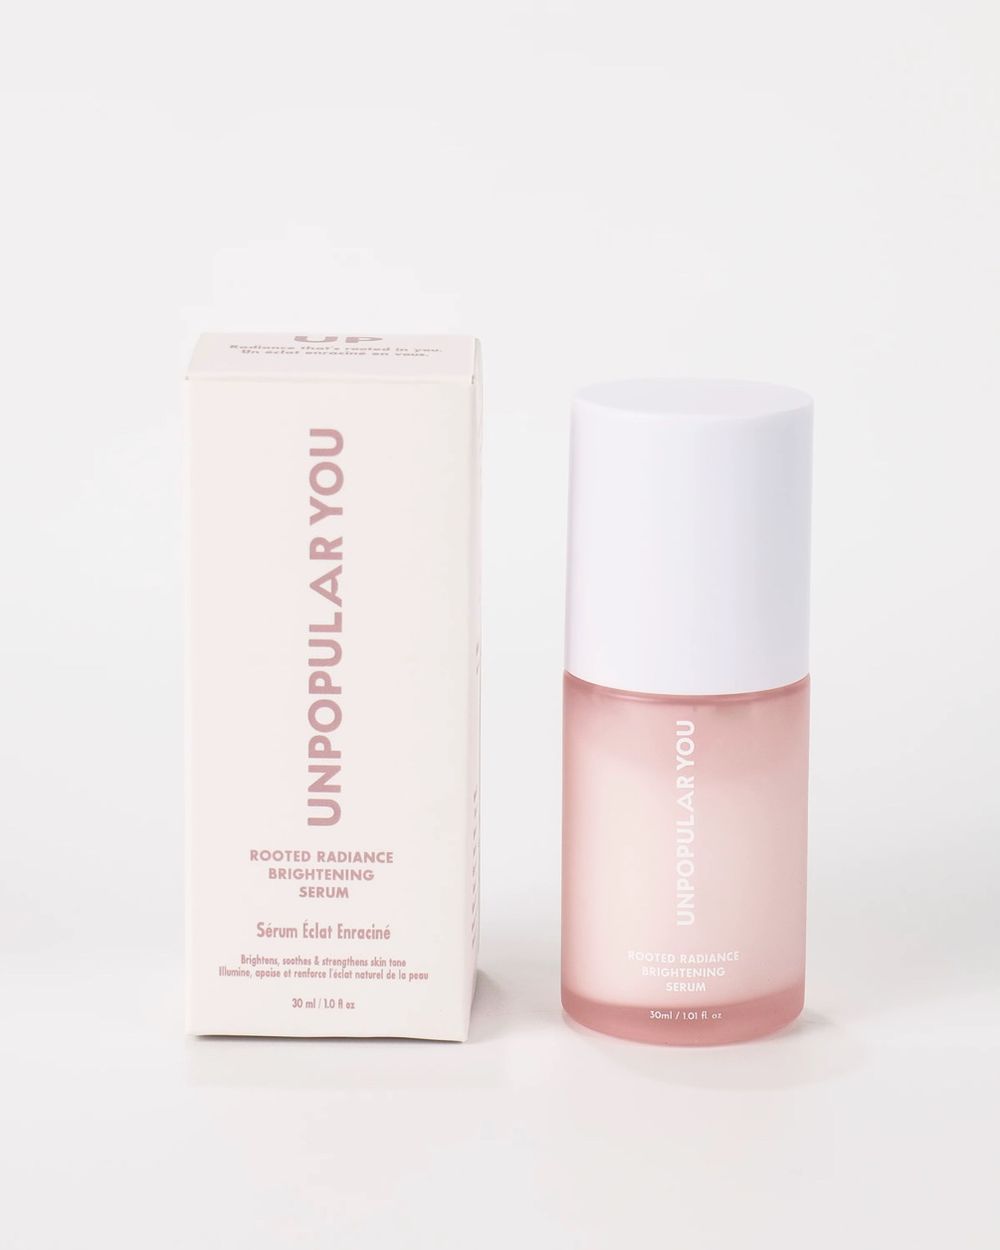 UP
Radiance that's rooted in you.
Un éclat enraciné en vous.
UNPOPULAR YOU
ROOTED RADIANCE
BRIGHTENING
SERUM
Sérum Éclat Enraciné
Brightens, soothes & strengthens skin tone
Illumine, apaise et renforce l'éclat naturel de la peau
30 ml / 1.0 fl oz
UNPOPULAR YOU
ROOTED RADIANCE
BRIGHTENING
SERUM
30ml / 1.01 fl. oz